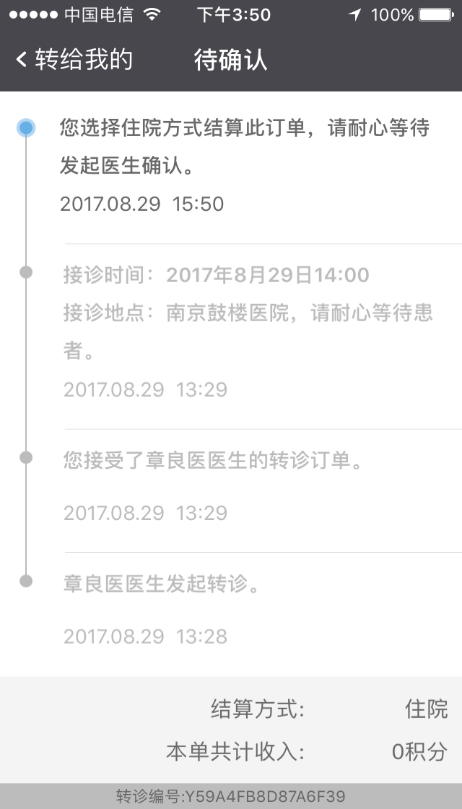 中国电信 下午3:50 100%
转给我的 待确认
您选择住院方式结算此订单，请耐心等待
发起医生确认。
2017.08.29 15:50
接诊时间：2017年8月29日14:00
接诊地点：南京鼓楼医院，请耐心等待患
者。
2017.08.29 13:29
您接受了章良医医生的转诊订单。
2017.08.29 13:29
章良医医生发起转诊。
2017.08.29 13:28
结算方式: 住院
本单共计收入: 0积分
转诊编号:Y59A4FB8D87A6F39